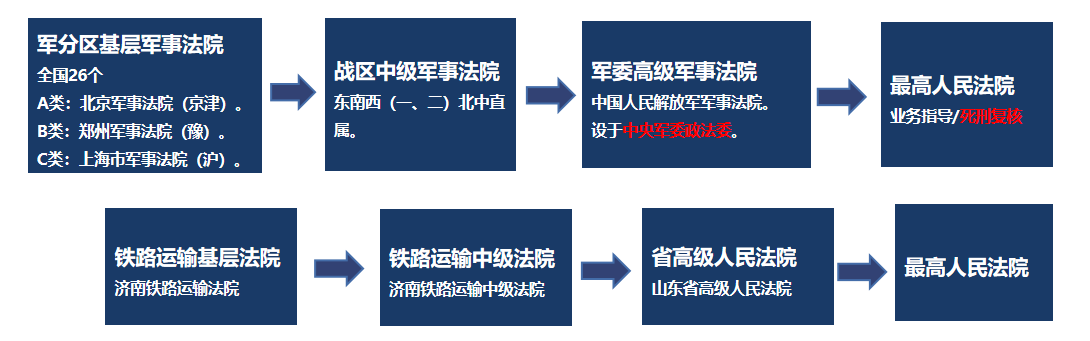 军分区基层军事法院
全国26个
A类：北京军事法院（京津）。
B类：郑州军事法院（豫）。
C类：上海市军事法院（沪）。
战区中级军事法院
东南西（一、二）北中直
属。
军委高级军事法院
中国人民解放军军事法院。
设于中央军委政法委。
最高人民法院
业务指导/死刑复核
铁路运输基层法院
济南铁路运输法院
铁路运输中级法院
济南铁路运输中级法院
省高级人民法院
山东省高级人民法院
最高人民法院